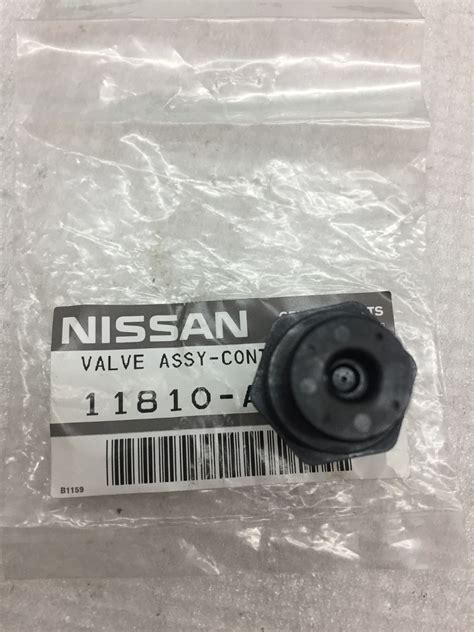 NISSAN
VALVE ASSY-CONT
11810-A
B1159